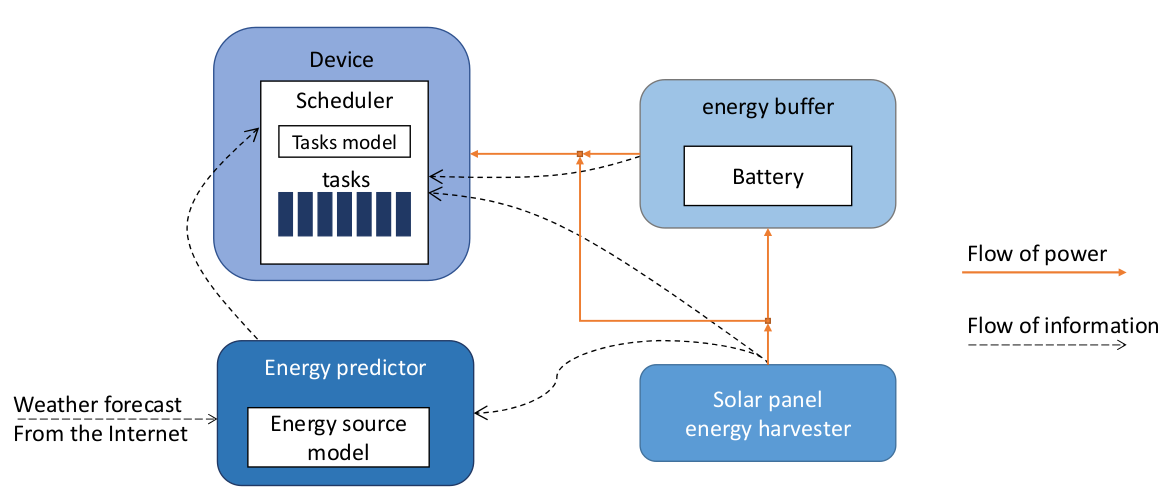 Device
Scheduler
Tasks model
tasks
energy buffer
Battery
Flow of power
Flow of information
Energy predictor
Energy source
model
Weather forecast
From the Internet
Solar panel
energy harvester